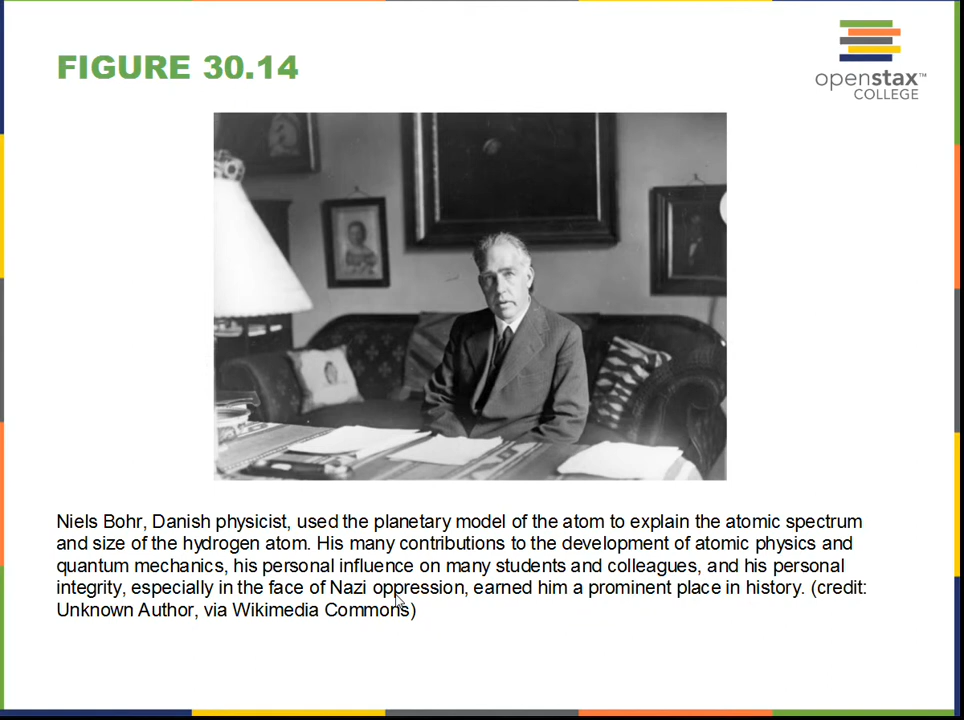 FIGURE 30.14
openstax™
COLLEGE
Niels Bohr, Danish physicist, used the planetary model of the atom to explain the atomic spectrum
and size of the hydrogen atom. His many contributions to the development of atomic physics and
quantum mechanics, his personal influence on many students and colleagues, and his personal
integrity, especially in the face of Nazi oppression, earned him a prominent place in history. (credit:
Unknown Author, via Wikimedia Commons)